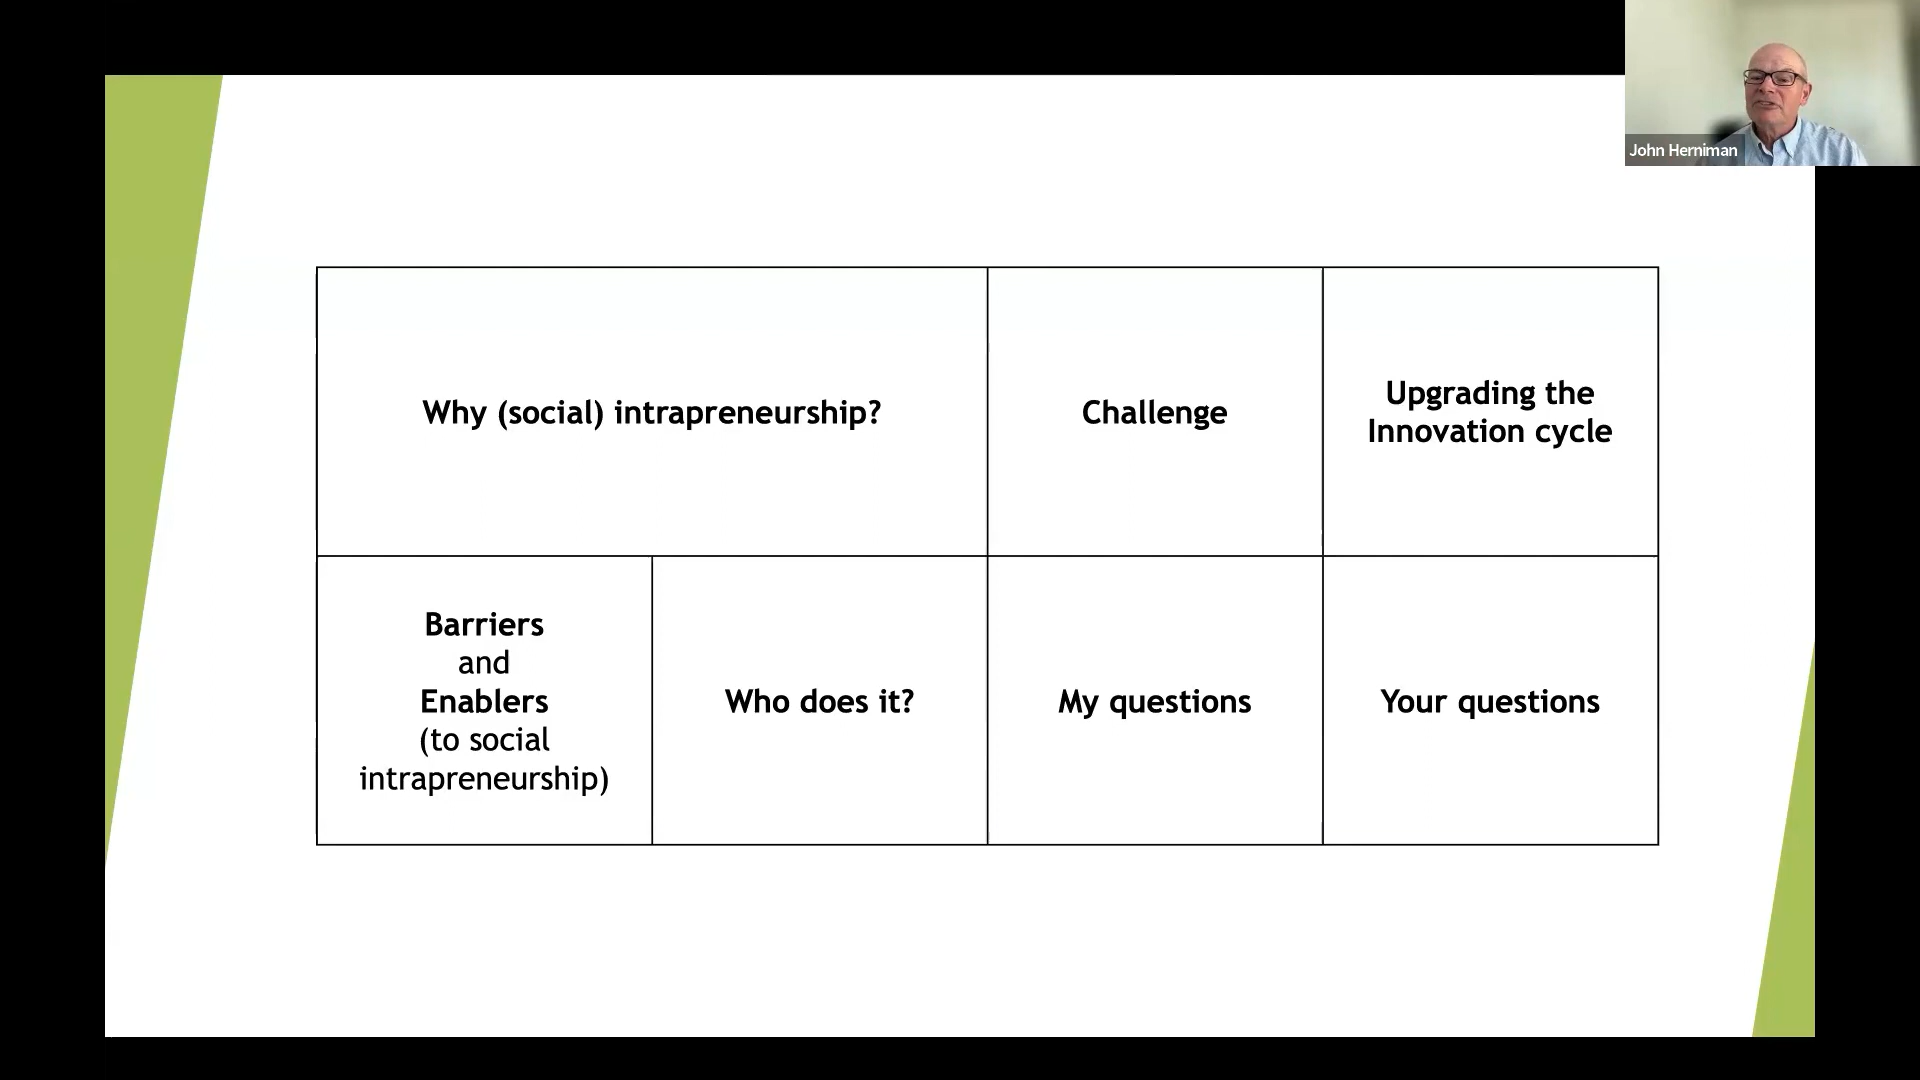 John Herniman
Why (social) intrapreneurship?
Challenge
Upgrading the
Innovation cycle
Barriers
and
Enablers
(to social
intrapreneurship)
Who does it?
My questions
Your questions